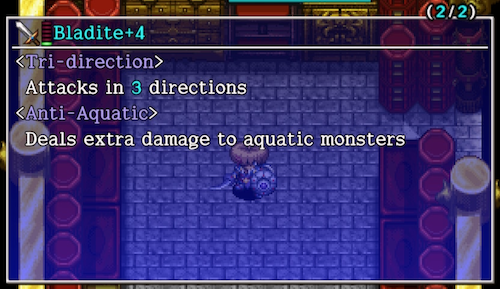 (2/2)
Bladite+4
<Tri-direction>
Attacks in 3 directions
<Anti-Aquatic>
Deals extra damage to aquatic monsters